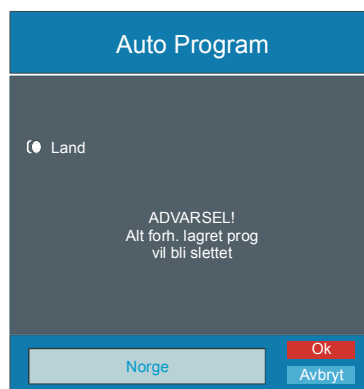 Auto Program
Land
ADVARSEL!
Alt forh. lagret prog
vil bli slettet
Norge
Ok
Avbryt